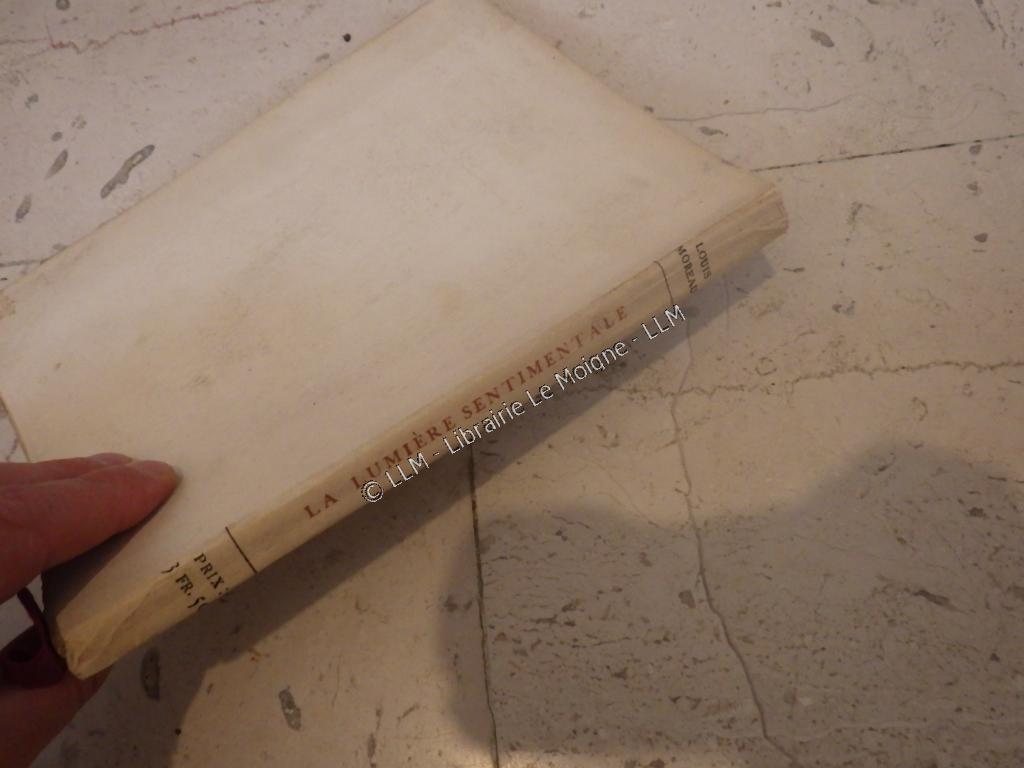 LOUIS
MOREAU
LA LUMIÈRE SENTIMENTALE
PRIX :
3 FR. 50
© LLM - Librairie Le Moigne - LLM